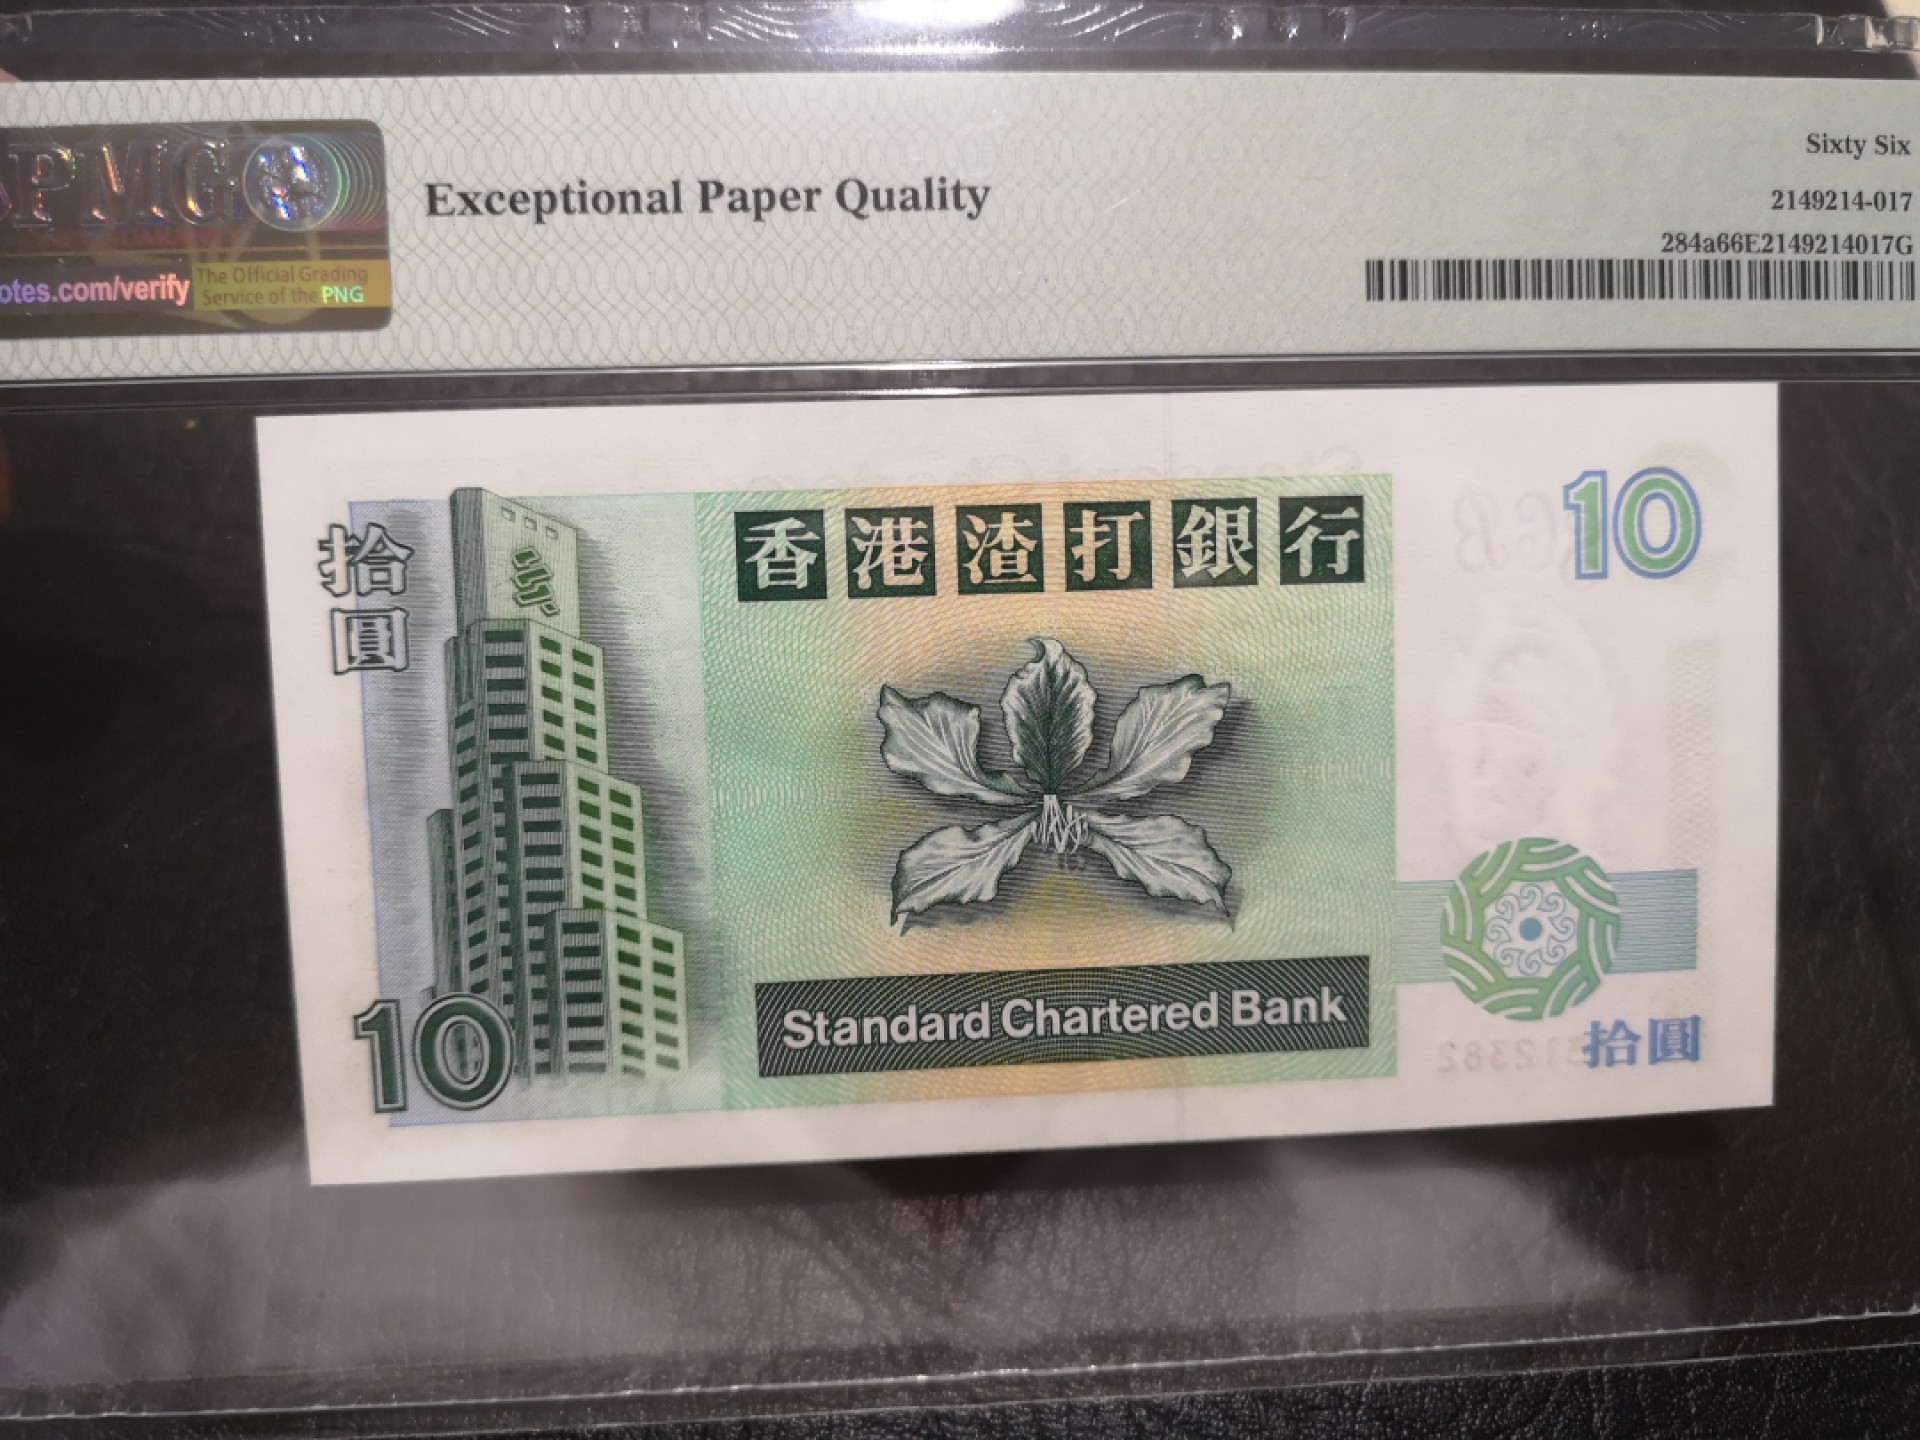 PMG
otes.com/verify
The Official Grading
Service of the PNG
Exceptional Paper Quality
Sixty Six
2149214-017
284a66E2149214017G
拾圓
香港渣打銀行
10
Standard Chartered Bank
10
拾圓